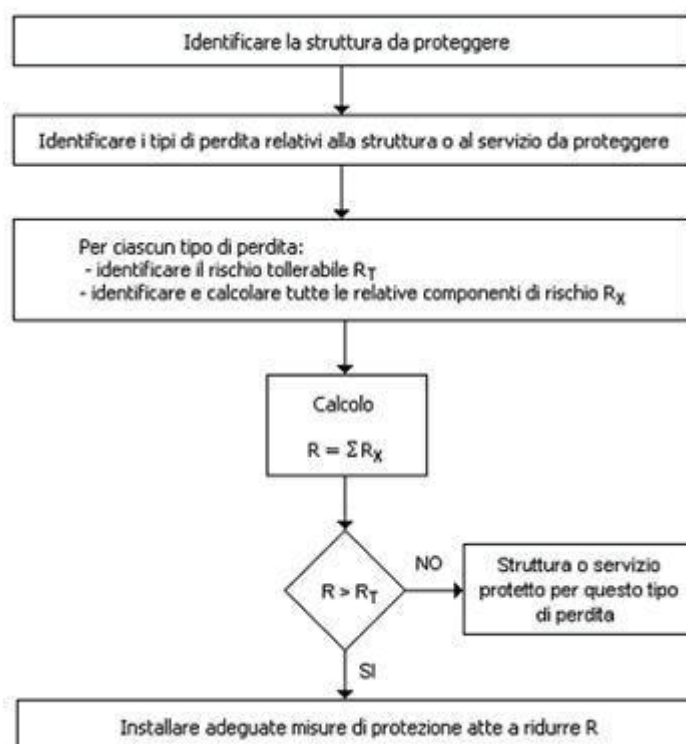 Identificare la struttura da proteggere
Identificare i tipi di perdita relativi alla struttura o al servizio da proteggere
Per ciascun tipo di perdita:
- identificare il rischio tollerabile RT
- identificare e calcolare tutte le relative componenti di rischio RX
Calcolo
R = ΣRX
R > RT
NO
Struttura o servizio
protetto per questo tipo
di perdita
SI
Installare adeguate misure di protezione atte a ridurre R